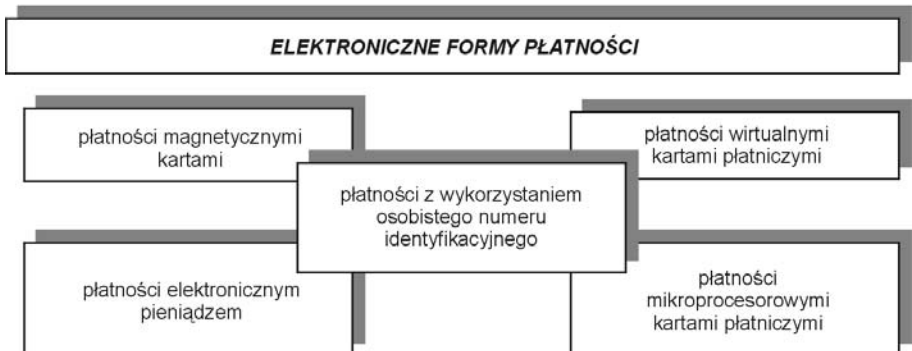 ELEKTRONICZNE FORMY PŁATNOŚCI
płatności magnetycznymi
kartami
płatności wirtualnymi
kartami płatniczymi
płatności z wykorzystaniem
osobistego numeru
identyfikacyjnego
płatności elektronicznym
pieniądzem
płatności
mikroprocesorowymi
kartami płatniczymi